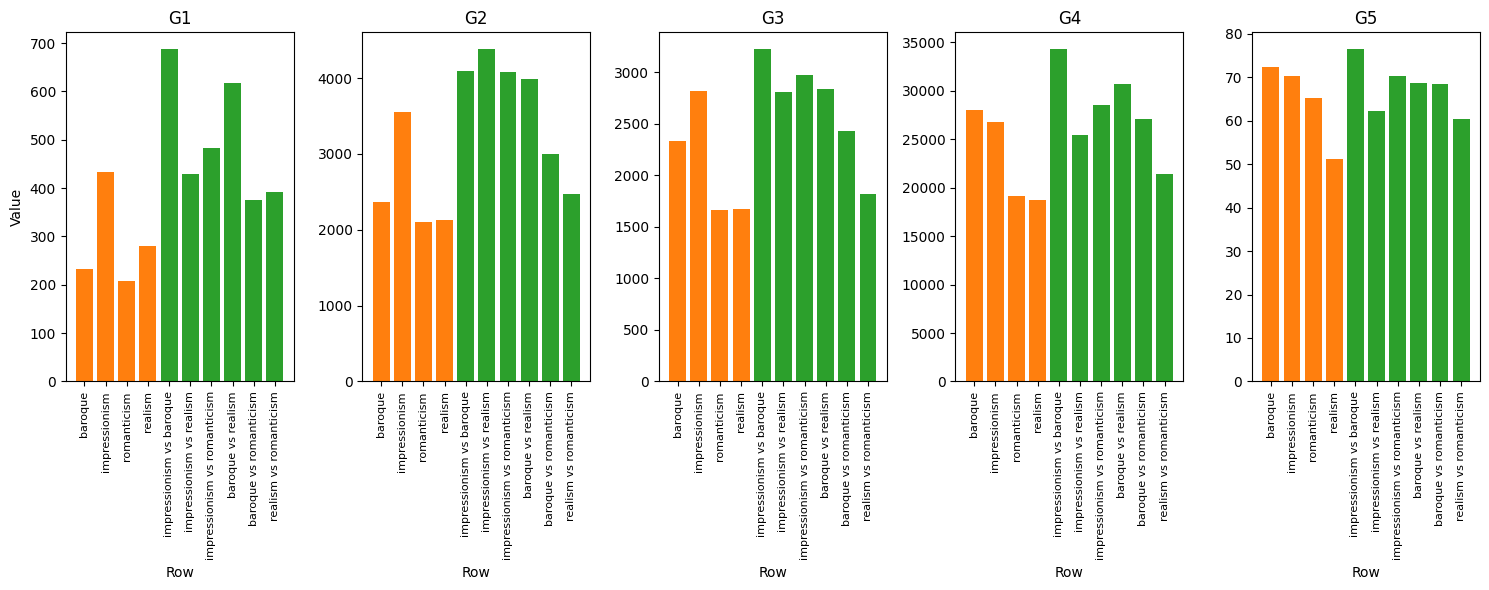 G1
G2
G3
G4
G5
Value
700
600
500
400
300
200
100
0
baroque
impressionism
romanticism
realism
impressionism vs baroque
impressionism vs realism
impressionism vs romanticism
baroque vs realism
baroque vs romanticism
realism vs romanticism
Row
4000
3000
2000
1000
0
baroque
impressionism
romanticism
realism
impressionism vs baroque
impressionism vs realism
impressionism vs romanticism
baroque vs realism
baroque vs romanticism
realism vs romanticism
Row
3000
2500
2000
1500
1000
500
0
baroque
impressionism
romanticism
realism
impressionism vs baroque
impressionism vs realism
impressionism vs romanticism
baroque vs realism
baroque vs romanticism
realism vs romanticism
Row
35000
30000
25000
20000
15000
10000
5000
0
baroque
impressionism
romanticism
realism
impressionism vs baroque
impressionism vs realism
impressionism vs romanticism
baroque vs realism
baroque vs romanticism
realism vs romanticism
Row
80
70
60
50
40
30
20
10
0
baroque
impressionism
romanticism
realism
impressionism vs baroque
impressionism vs realism
impressionism vs romanticism
baroque vs realism
baroque vs romanticism
realism vs romanticism
Row